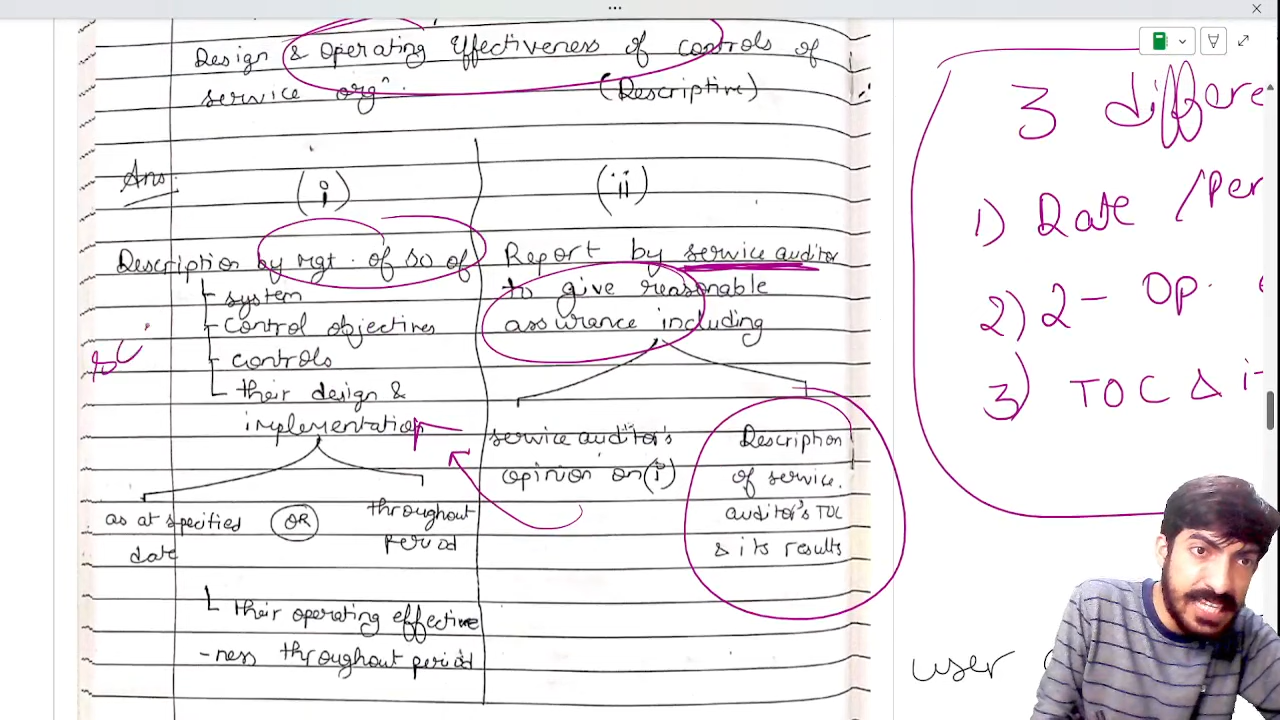 Design & operating Effectiveness of controls of
service orgⁿ. (Descriptive)
Ans.
(i)
(ii)
Description by Mgt. of SO of
system
control objectives
controls
their design &
implementation
as at specified
date
OR
throughout
period
their operating effective
-ness throughout period
Report by service auditor
to give reasonable
assurance including
service auditor's
opinion on (i)
Description
of service.
auditor's TOC
& its results
3 differe
1) Date / Per
2) 2 - Op.
3) TOC & i
user